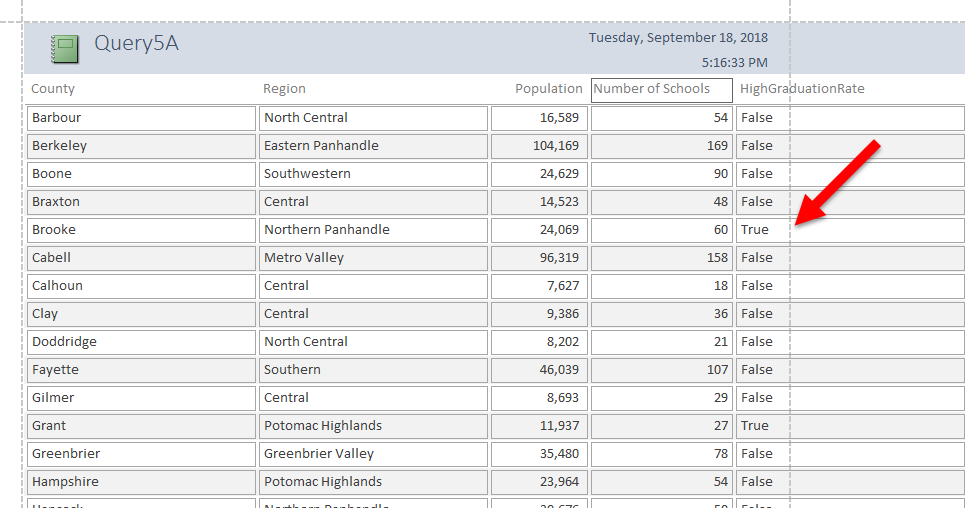 Query5A
Tuesday, September 18, 2018
5:16:33 PM
County Region Population Number of Schools HighGraduationRate
Barbour North Central 16,589 54 False
Berkeley Eastern Panhandle 104,169 169 False
Boone Southwestern 24,629 90 False
Braxton Central 14,523 48 False
Brooke Northern Panhandle 24,069 60 True
Cabell Metro Valley 96,319 158 False
Calhoun Central 7,627 18 False
Clay Central 9,386 36 False
Doddridge North Central 8,202 21 False
Fayette Southern 46,039 107 False
Gilmer Central 8,693 29 False
Grant Potomac Highlands 11,937 27 True
Greenbrier Greenbrier Valley 35,480 78 False
Hampshire Potomac Highlands 23,964 54 False